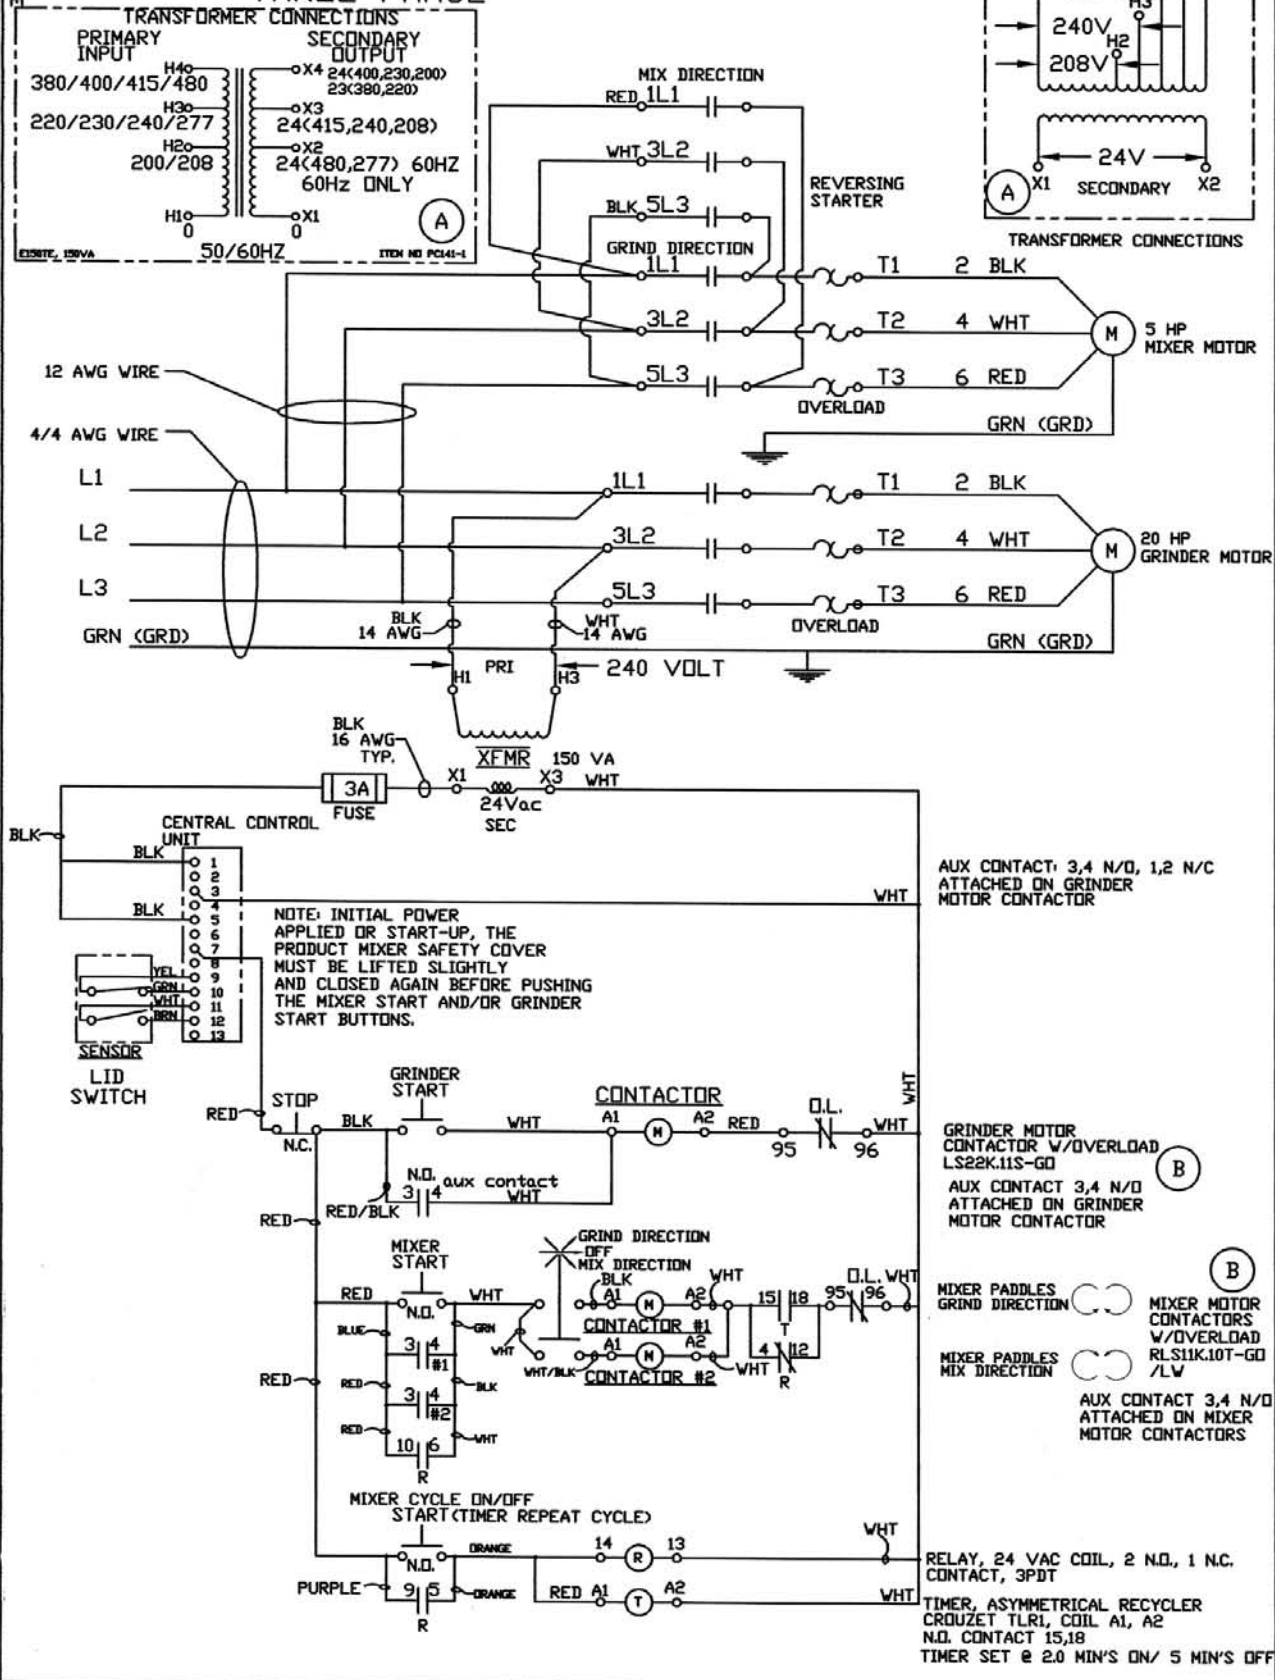 TRANSFORMER CONNECTIONS
PRIMARY
INPUT
SECONDARY
OUTPUT
H4
380/400/415/480
X4 24(400,230,200)
23(380,220)
H3
220/230/240/277
X3
24(415,240,208)
H2
200/208
X2
24(480,277) 60HZ
60Hz ONLY
H1
0
X1
0
A
E150TE, 150VA
50/60HZ
ITEM NO PC141-1
H3
240V
H2
208V
24V
X1
SECONDARY
X2
A
TRANSFORMER CONNECTIONS
MIX DIRECTION
RED 1L1
WHT 3L2
BLK 5L3
REVERSING
STARTER
GRIND DIRECTION
1L1
T1 2 BLK
3L2
T2 4 WHT
M
5 HP
MIXER MOTOR
5L3
T3 6 RED
OVERLOAD
GRN (GRD)
12 AWG WIRE
4/4 AWG WIRE
L1
1L1
T1 2 BLK
L2
3L2
T2 4 WHT
M
20 HP
GRINDER MOTOR
L3
5L3
T3 6 RED
OVERLOAD
GRN (GRD)
GRN (GRD)
BLK
14 AWG
WHT
14 AWG
PRI
240 VOLT
H1
H3
XFMR 150 VA
BLK
16 AWG
TYP.
3A
FUSE
X1
X3
WHT
24Vac
SEC
BLK
CENTRAL CONTROL
UNIT
BLK
1
2
3
4
BLK
5
6
7
8
YEL
9
GRN
10
WHT
11
BRN
12
13
SENSOR
LID
SWITCH
WHT
AUX CONTACT: 3,4 N/O, 1,2 N/C
ATTACHED ON GRINDER
MOTOR CONTACTOR
NOTE: INITIAL POWER
APPLIED OR START-UP, THE
PRODUCT MIXER SAFETY COVER
MUST BE LIFTED SLIGHTLY
AND CLOSED AGAIN BEFORE PUSHING
THE MIXER START AND/OR GRINDER
START BUTTONS.
WHT
RED
STOP
N.C.
GRINDER
START
BLK
WHT
CONTACTOR
A1
M
A2
RED
O.L.
95
96
WHT
N.O. aux contact
3 4
WHT
RED/BLK
GRINDER MOTOR
CONTACTOR W/OVERLOAD
LS22K.11S-GO
B
AUX CONTACT 3,4 N/O
ATTACHED ON GRINDER
MOTOR CONTACTOR
RED
MIXER
START
GRIND DIRECTION
OFF
MIX DIRECTION
RED
N.O.
WHT
BLK
A1
M
A2
WHT
15 18
T
O.L.
95 96
WHT
CONTACTOR #1
BLUE
3 4
#1
GRN
WHT
WHT/BLK
A1
M
A2
WHT
CONTACTOR #2
4 12
R
RED
RED
3 4
#2
BLK
RED
10 6
R
WHT
MIXER PADDLES
GRIND DIRECTION
MIXER PADDLES
MIX DIRECTION
B
MIXER MOTOR
CONTACTORS
W/OVERLOAD
RLS11K.10T-GO
/LW
AUX CONTACT 3,4 N/O
ATTACHED ON MIXER
MOTOR CONTACTORS
MIXER CYCLE ON/OFF
START(TIMER REPEAT CYCLE)
N.O.
ORANGE
14
R
13
WHT
PURPLE
9 5
R
ORANGE
RED A1
T
A2
WHT
RELAY, 24 VAC COIL, 2 N.O., 1 N.C.
CONTACT, 3PDT
TIMER, ASYMMETRICAL RECYCLER
CROUZET TLR1, COIL A1, A2
N.O. CONTACT 15,18
TIMER SET @ 2.0 MIN'S ON/ 5 MIN'S OFF